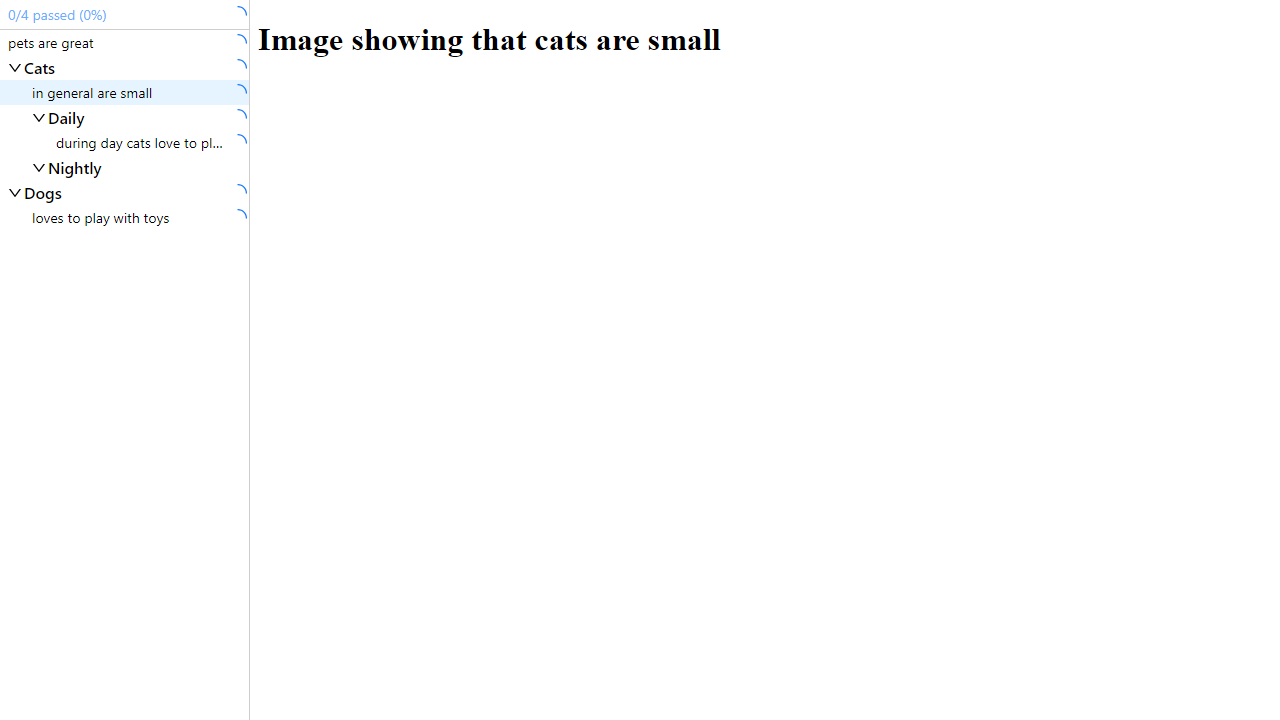 0/4 passed (0%)
Image showing that cats are small
pets are great
Cats
in general are small
Daily
during day cats love to pl...
Nightly
Dogs
loves to play with toys